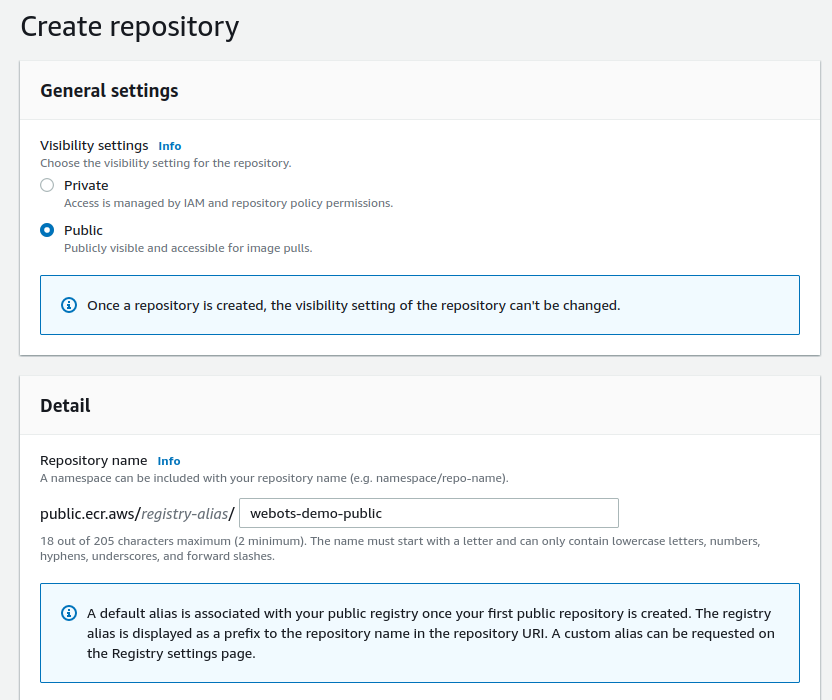 Create repository
General settings
Visibility settings Info
Choose the visibility setting for the repository.
Private
Access is managed by IAM and repository policy permissions.
Public
Publicly visible and accessible for image pulls.
Once a repository is created, the visibility setting of the repository can't be changed.
Detail
Repository name Info
A namespace can be included with your repository name (e.g. namespace/repo-name).
public.ecr.aws/registry-alias/ webots-demo-public
18 out of 205 characters maximum (2 minimum). The name must start with a letter and can only contain lowercase letters, numbers,
hyphens, underscores, and forward slashes.
A default alias is associated with your public registry once your first public repository is created. The registry
alias is displayed as a prefix to the repository name in the repository URI. A custom alias can be requested on
the Registry settings page.